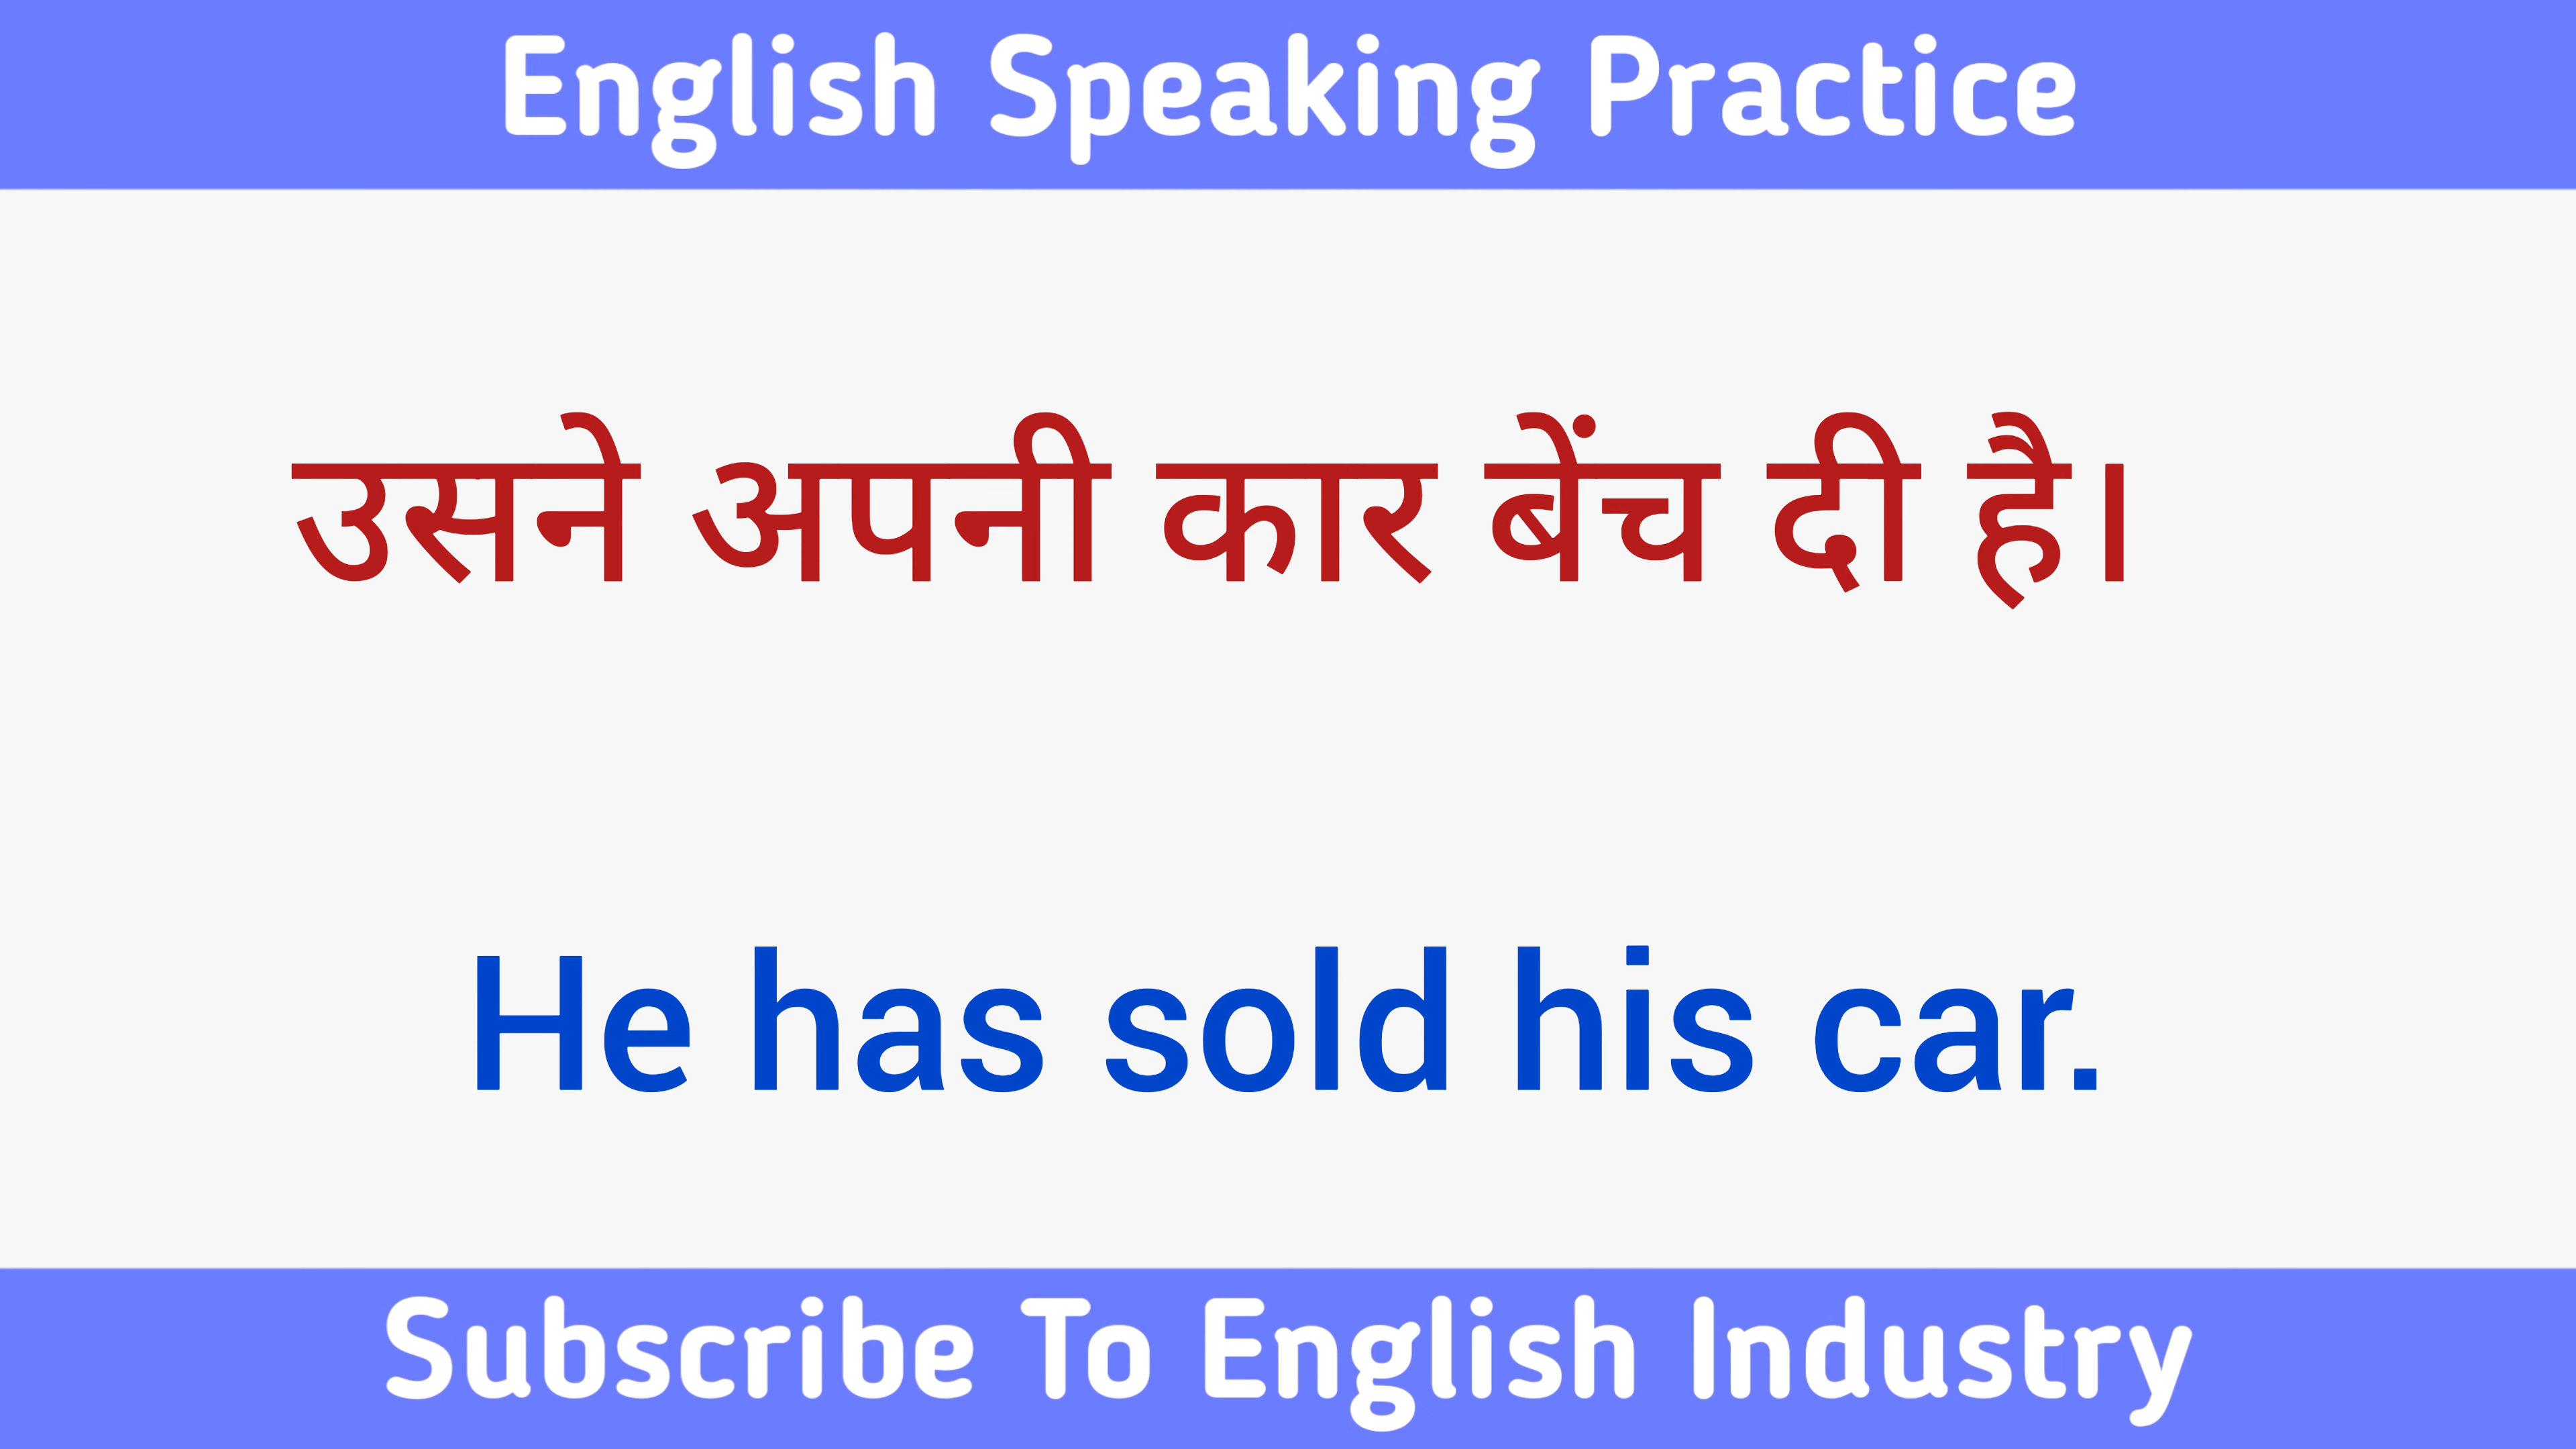 English Speaking Practice
उसने अपनी कार बेंच दी है।
He has sold his car.
Subscribe To English Industry